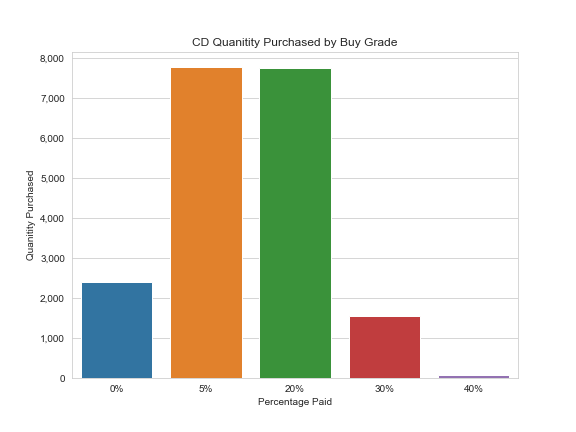 CD Quanitity Purchased by Buy Grade
8,000
7,000
6,000
5,000
4,000
3,000
2,000
1,000
0
Quanitity Purchased
0% 5% 20% 30% 40%
Percentage Paid